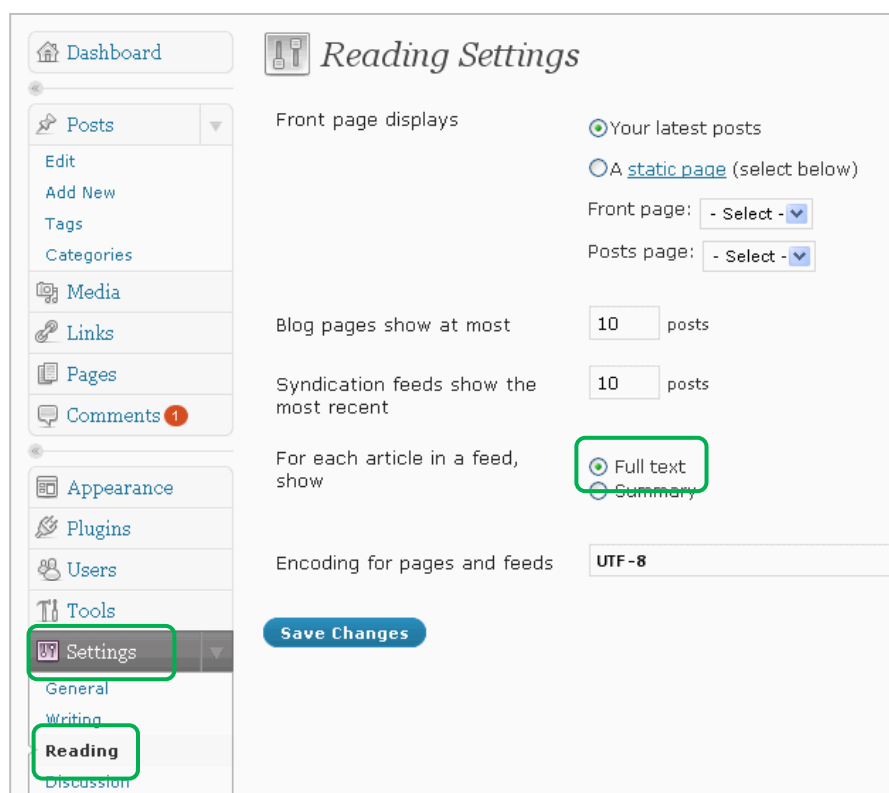 Dashboard
Posts
Edit
Add New
Tags
Categories
Media
Links
Pages
Comments 1
Appearance
Plugins
Users
Tools
Settings
General
Writing
Reading
Discussion
Reading Settings
Front page displays
Your latest posts
A static page (select below)
Front page: - Select -
Posts page: - Select -
Blog pages show at most 10 posts
Syndication feeds show the
most recent
10 posts
For each article in a feed,
show
Full text
Summary
Encoding for pages and feeds UTF-8
Save Changes